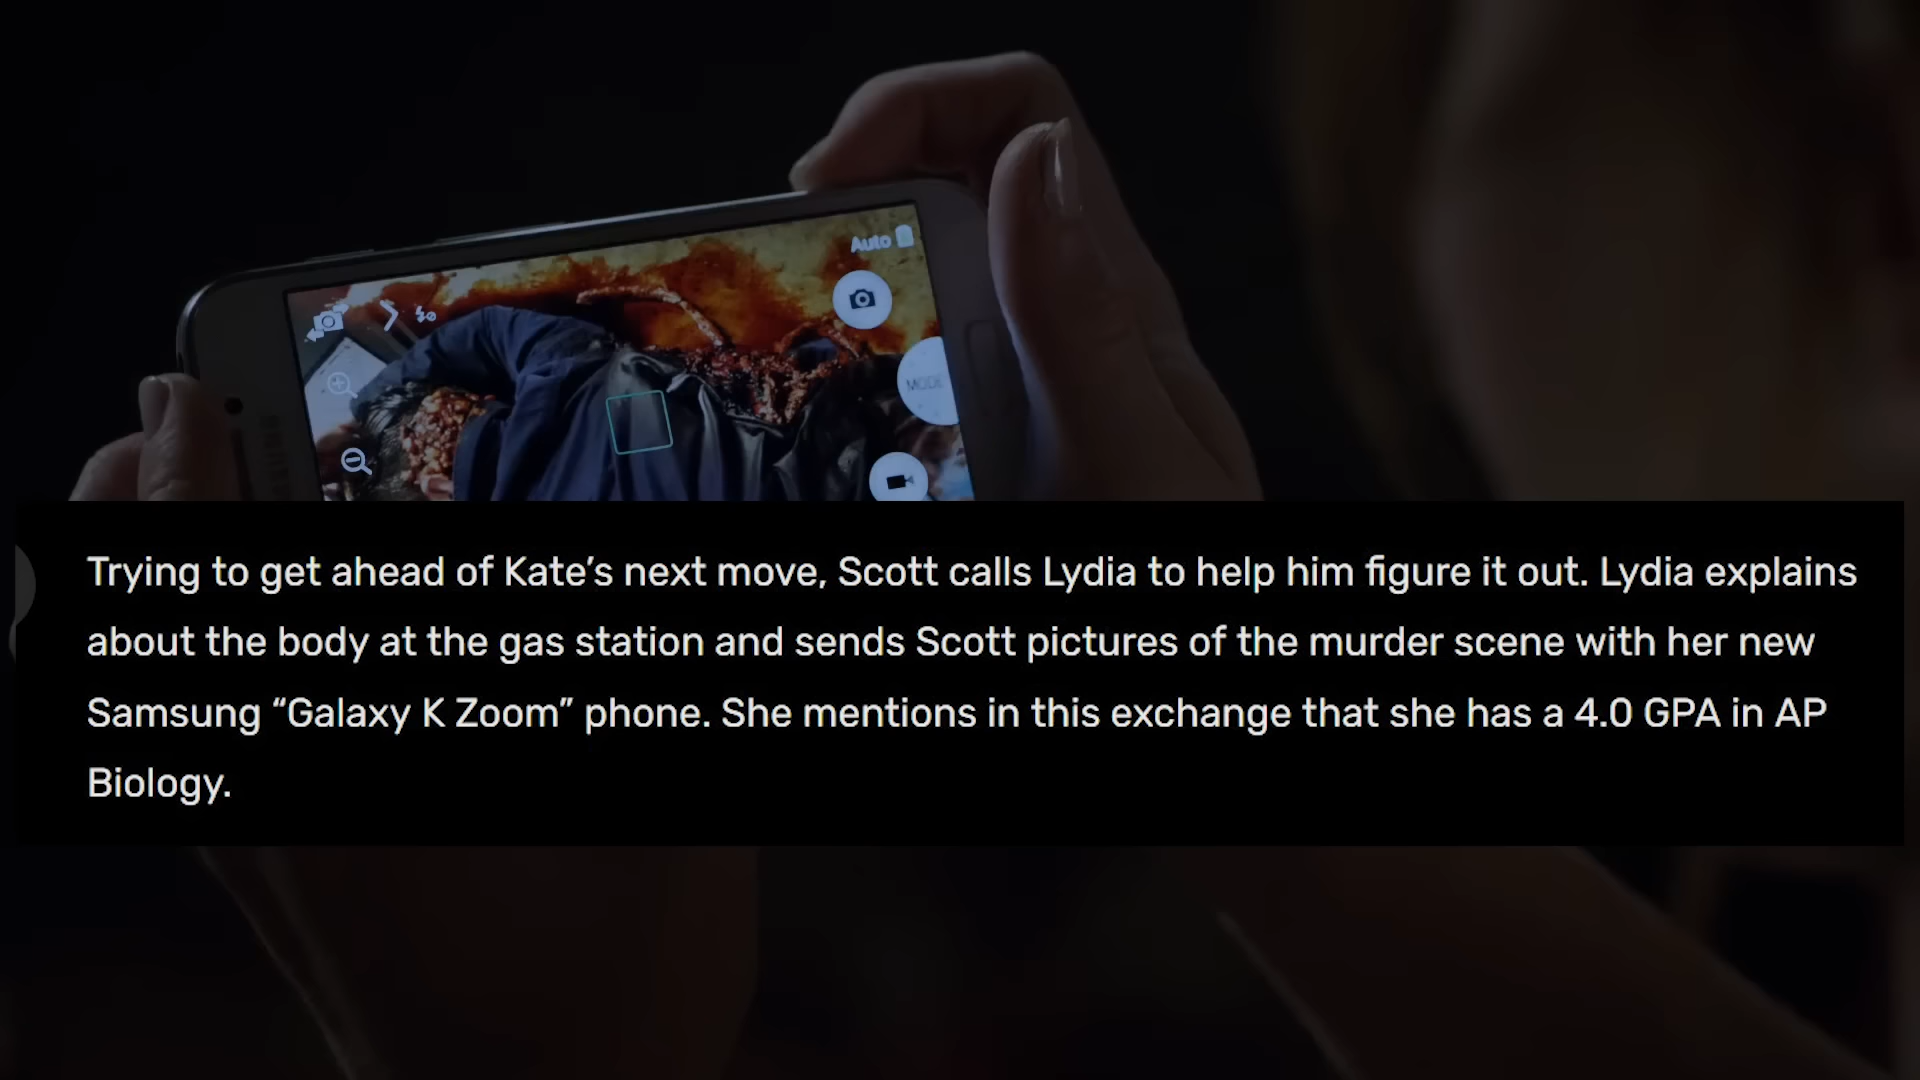 Auto
MODE
SAMSUNG
Trying to get ahead of Kate’s next move, Scott calls Lydia to help him figure it out. Lydia explains
about the body at the gas station and sends Scott pictures of the murder scene with her new
Samsung “Galaxy K Zoom” phone. She mentions in this exchange that she has a 4.0 GPA in AP
Biology.